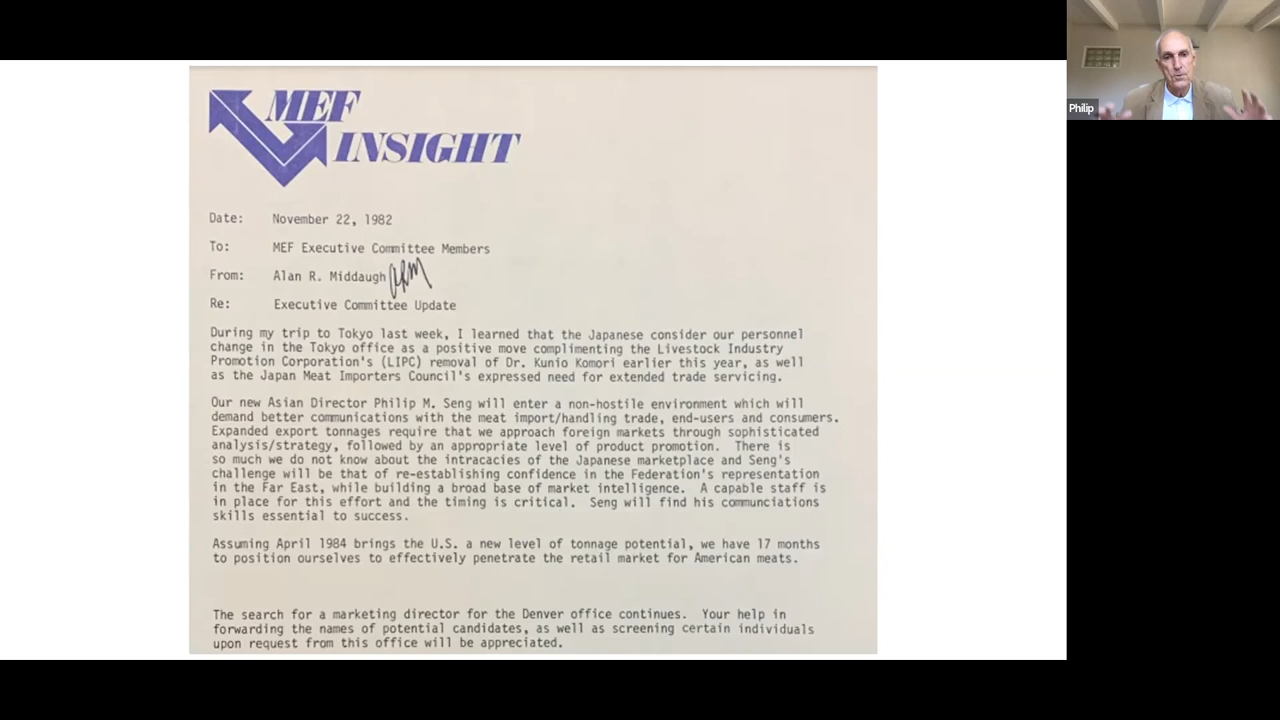 MEF
INSIGHT
Philip
Date: November 22, 1982
To: MEF Executive Committee Members
From: Alan R. Middaugh ARM
Re: Executive Committee Update
During my trip to Tokyo last week, I learned that the Japanese consider our personnel
change in the Tokyo office as a positive move complimenting the Livestock Industry
Promotion Corporation's (LIPC) removal of Dr. Kunio Komori earlier this year, as well
as the Japan Meat Importers Council's expressed need for extended trade servicing.
Our new Asian Director Philip M. Seng will enter a non-hostile environment which will
demand better communications with the meat import/handling trade, end-users and consumers.
Expanded export tonnages require that we approach foreign markets through sophisticated
analysis/strategy, followed by an appropriate level of product promotion. There is
so much we do not know about the intracacies of the Japanese marketplace and Seng's
challenge will be that of re-establishing confidence in the Federation's representation
in the Far East, while building a broad base of market intelligence. A capable staff is
in place for this effort and the timing is critical. Seng will find his communciations
skills essential to success.
Assuming April 1984 brings the U.S. a new level of tonnage potential, we have 17 months
to position ourselves to effectively penetrate the retail market for American meats.
The search for a marketing director for the Denver office continues. Your help in
forwarding the names of potential candidates, as well as screening certain individuals
upon request from this office will be appreciated.